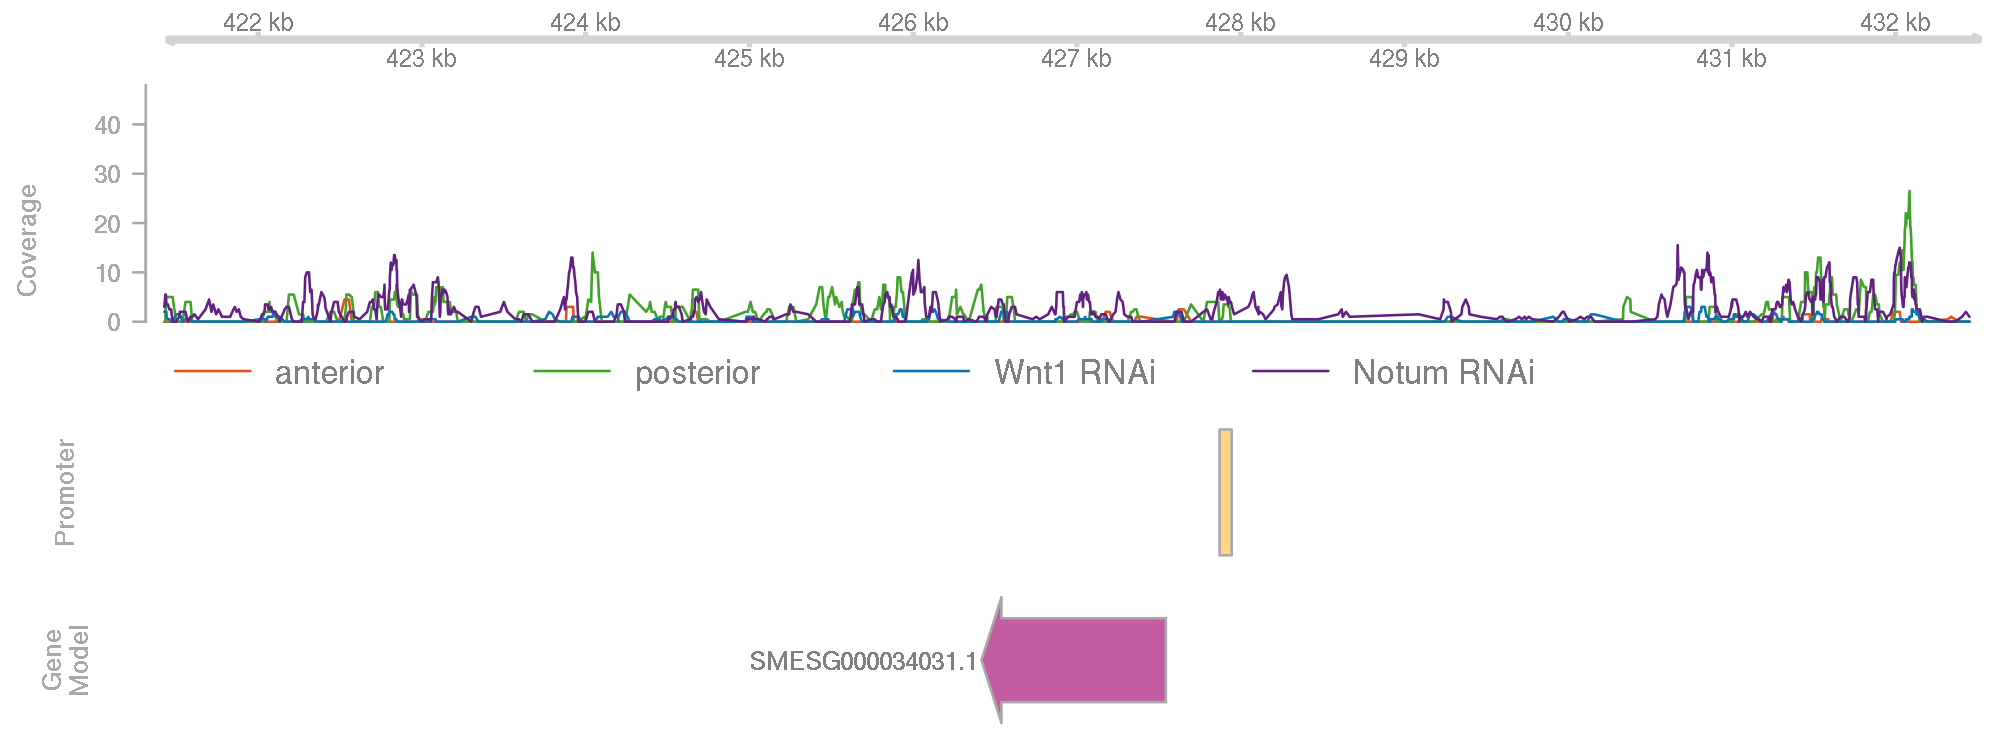 422 kb 424 kb 426 kb 428 kb 430 kb 432 kb
423 kb 425 kb 427 kb 429 kb 431 kb
Coverage
40
30
20
10
0
anterior posterior Wnt1 RNAi Notum RNAi
Promoter
Gene
Model
SMESG000034031.1